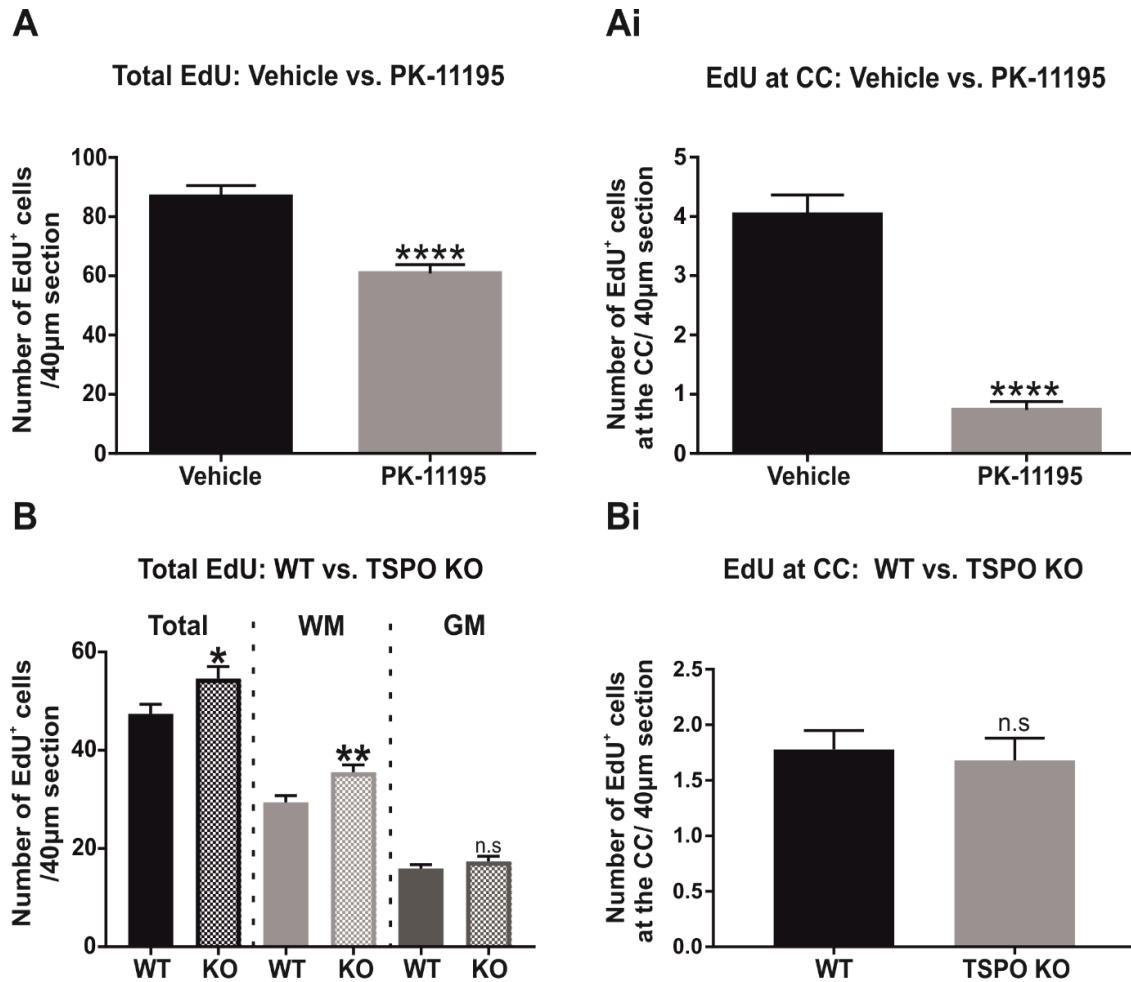 A
Total EdU: Vehicle vs. PK-11195
Number of EdU⁺ cells
/40µm section
100
80
60
40
20
0
****
Vehicle
PK-11195
Ai
EdU at CC: Vehicle vs. PK-11195
Number of EdU⁺ cells
at the CC/ 40µm section
5
4
3
2
1
0
****
Vehicle
PK-11195
B
Total EdU: WT vs. TSPO KO
Total WM GM
Number of EdU⁺ cells
/40µm section
60
40
20
0
*
**
n.s
WT KO WT KO WT KO
Bi
EdU at CC: WT vs. TSPO KO
Number of EdU⁺ cells
at the CC/ 40µm section
2.5
2.0
1.5
1.0
0.5
0.0
n.s
WT
TSPO KO